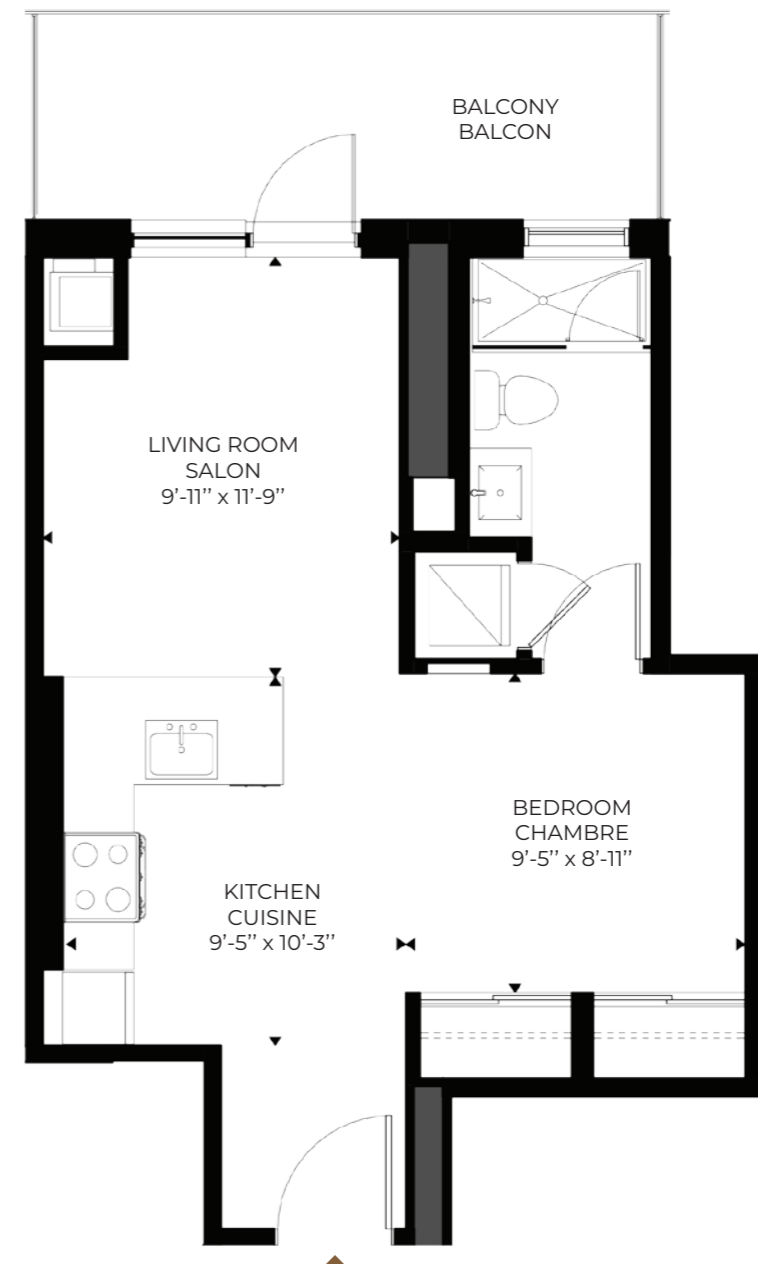 BALCONY
BALCON
LIVING ROOM
SALON
9’-11’’ x 11’-9’’
BEDROOM
CHAMBRE
9’-5’’ x 8’-11’’
KITCHEN
CUISINE
9’-5’’ x 10’-3’’